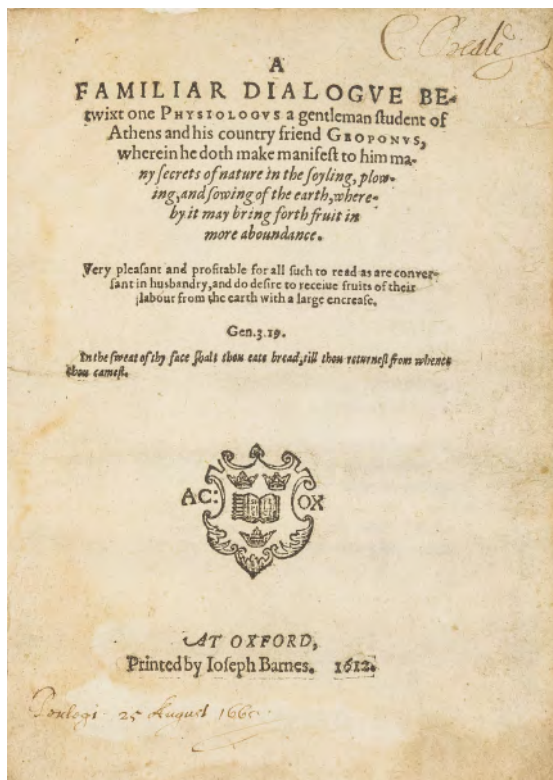 A
FAMILIAR DIALOGVE BE-
twixt one PHYSIOLOGVS a gentleman ſtudent of
Athens and his country friend GEOPONVS,
wherein he doth make manifeſt to him ma-
ny ſecrets of nature in the ſoyling, plow-
ing, and ſowing of the earth, where-
by it may bring forth fruit in
more aboundance.
Very pleaſant and profitable for all ſuch to read as are conver-
ſant in husbandry, and do deſire to receiue fruits of their
labour from the earth with a large encreaſe.
Gen.3.19.
In the ſweat of thy face ſhalt thou eate bread, till thou returneſt from whence
thou cameſt.
AC: OX
AT OXFORD,
Printed by Ioſeph Barnes. 1612.
25 August